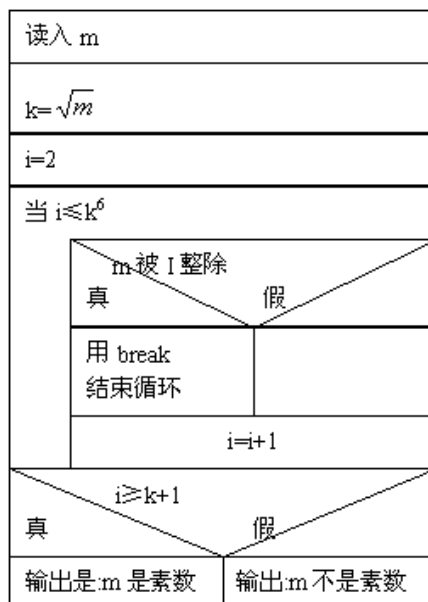 读入 m
k=√m
i=2
当 i≤k⁶
m 被 I 整除
真 假
用 break
结束循环
i=i+1
i≥k+1
真 假
输出是:m 是素数 输出:m 不是素数